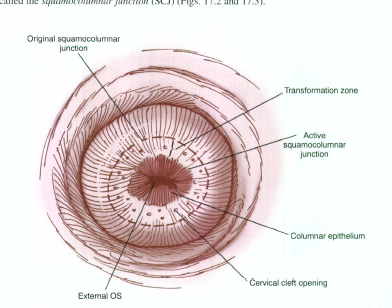 called the squamocolumnar junction (SCJ) (Figs. 17.2 and 17.3).
Original squamocolumnar
junction
Transformation zone
Active
squamocolumnar
junction
Columnar epithelium
Cervical cleft opening
External OS